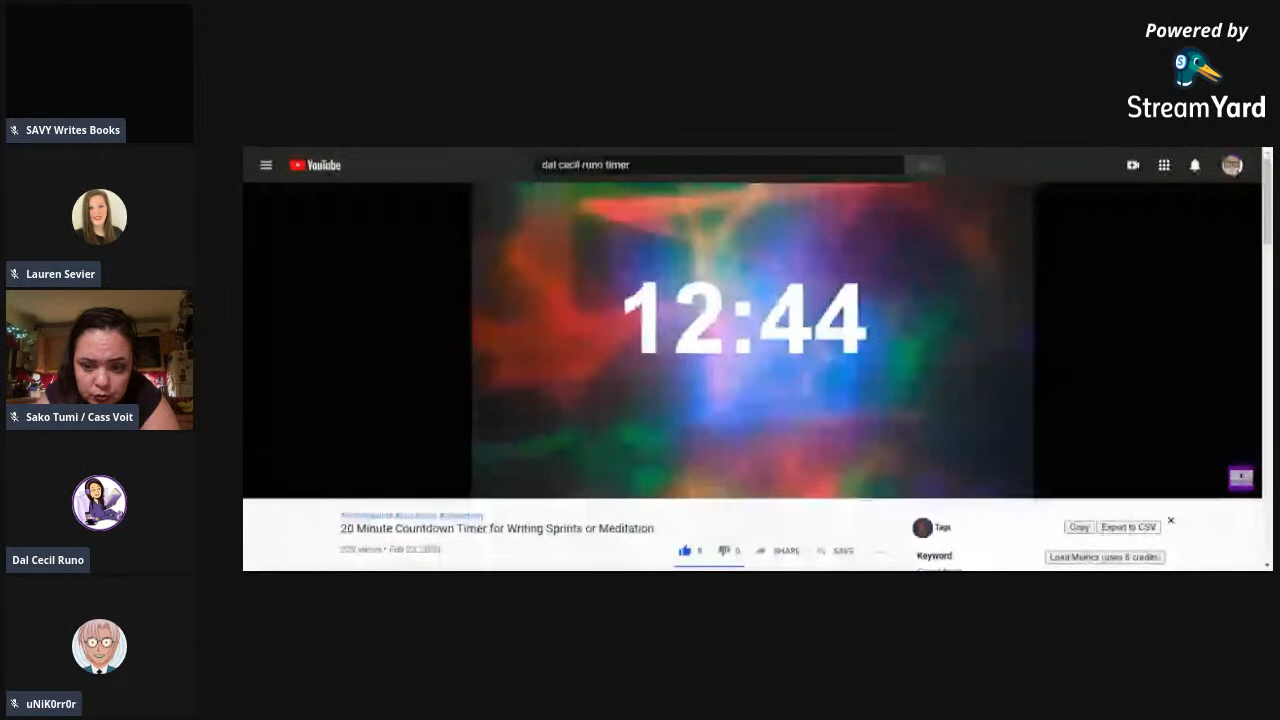 Powered by
StreamYard
SAVY Writes Books
Lauren Sevier
Sako Tumi / Cass Voit
Dal Cecil Runo
uNiK0rr0r
YouTube
dal cecil runo timer
12:44
20 Minute Countdown Timer for Writing Sprints or Meditation
SHARE
SAVE
Tags
Copy
Export to CSV
Keyword
Load Metrics (uses 8 credits)